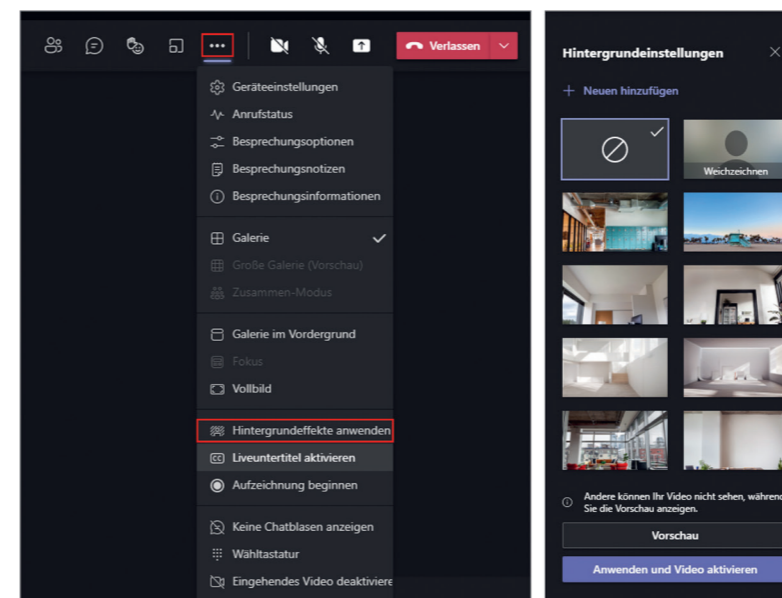 Verlassen
Geräteeinstellungen
Anrufstatus
Besprechungsoptionen
Besprechungsnotizen
Besprechungsinformationen
Galerie
Große Galerie (Vorschau)
Zusammen-Modus
Galerie im Vordergrund
Fokus
Vollbild
Hintergrundeffekte anwenden
CC Liveuntertitel aktivieren
Aufzeichnung beginnen
Keine Chatblasen anzeigen
Wähltastatur
Eingehendes Video deaktiviere
Hintergrundeinstellungen
+ Neuen hinzufügen
Weichzeichnen
Andere können Ihr Video nicht sehen, während
Sie die Vorschau anzeigen.
Vorschau
Anwenden und Video aktivieren